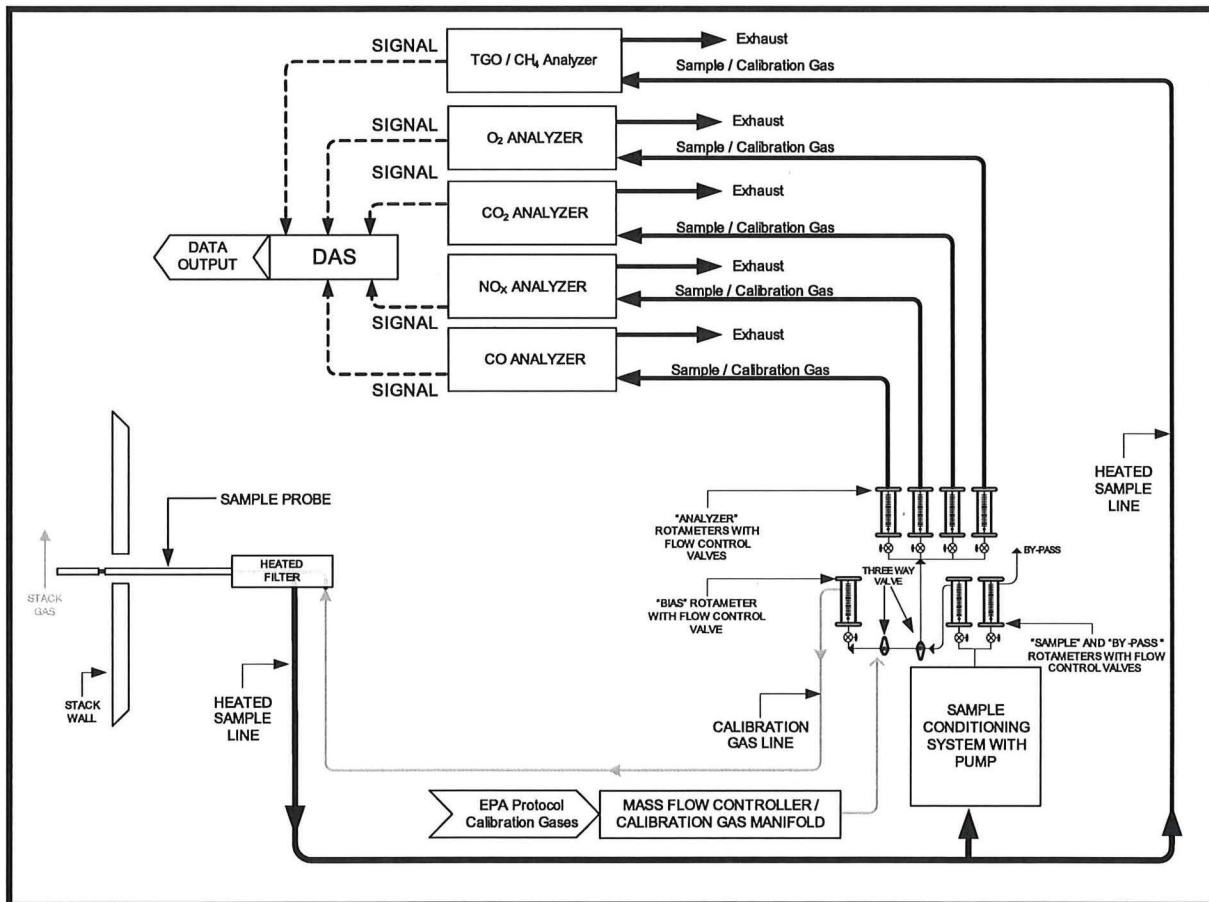 SIGNAL
TGO / CH₄ Analyzer
Exhaust
Sample / Calibration Gas
SIGNAL
O₂ ANALYZER
Exhaust
Sample / Calibration Gas
SIGNAL
CO₂ ANALYZER
Exhaust
Sample / Calibration Gas
DATA
OUTPUT
DAS
NOX ANALYZER
Exhaust
Sample / Calibration Gas
SIGNAL
CO ANALYZER
Exhaust
Sample / Calibration Gas
SIGNAL
HEATED
SAMPLE
LINE
SAMPLE PROBE
"ANALYZER"
ROTAMETERS WITH
FLOW CONTROL
VALVES
BY-PASS
HEATED
FILTER
THREE WAY
VALVE
STACK
GAS
"BIAS" ROTAMETER
WITH FLOW CONTROL
VALVE
"SAMPLE" AND "BY-PASS"
ROTAMETERS WITH FLOW
CONTROL VALVES
STACK
WALL
HEATED
SAMPLE
LINE
CALIBRATION
GAS LINE
SAMPLE
CONDITIONING
SYSTEM WITH
PUMP
EPA Protocol
Calibration Gases
MASS FLOW CONTROLLER /
CALIBRATION GAS MANIFOLD